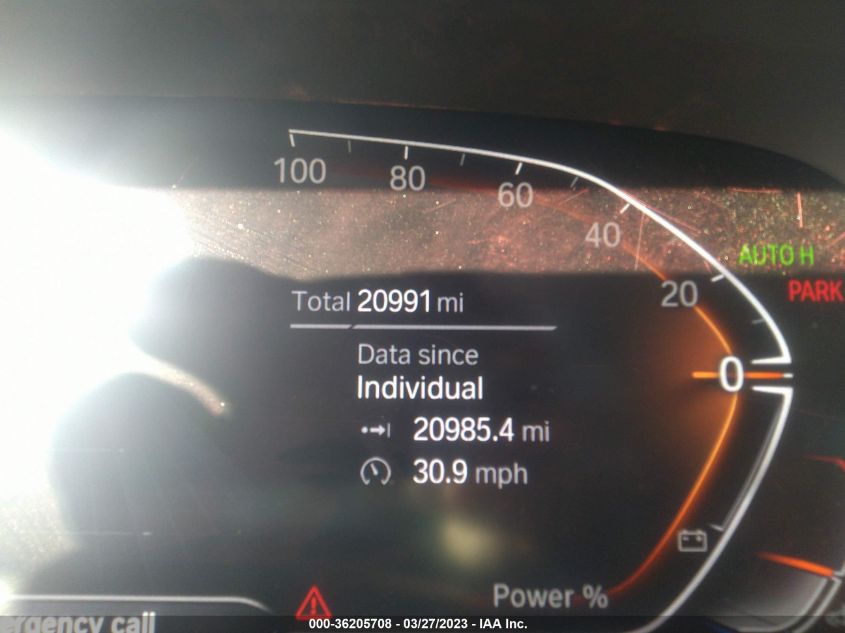 100
80
60
40
AUTO H
20
PARK
Total 20991 mi
Data since
0
Individual
20985.4 mi
30.9 mph
Power %
ergency call
000-36205708 - 03/27/2023 - IAA Inc.